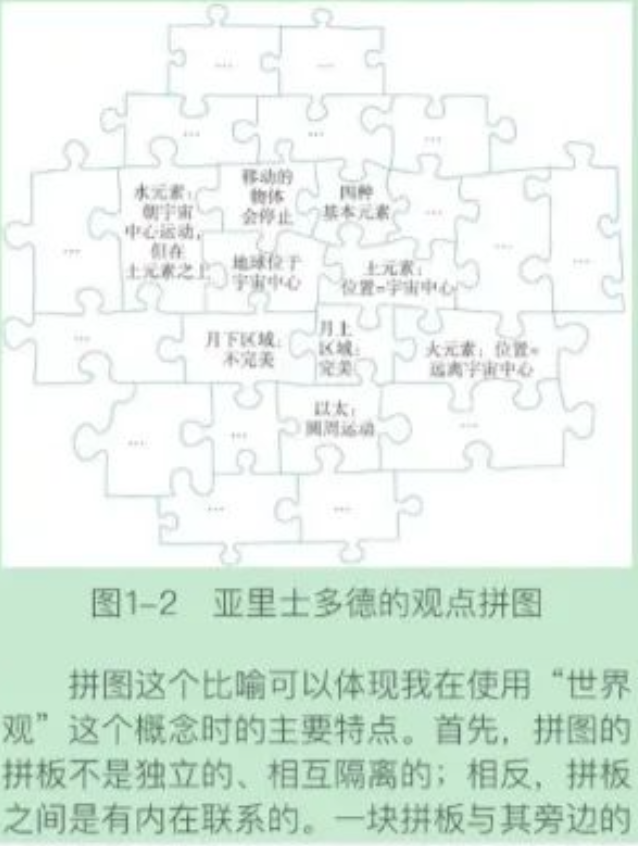 ...
...
...
...
...
水元素：
朝宇宙
中心运动，
但在
土元素之上
移动的
物体
会停止
四种
基本元素
...
...
...
...
地球位于
宇宙中心
土元素：
位置=宇宙中心
...
月下区域：
不完美
月上
区域：
完美
火元素：位置=
远离宇宙中心
...
...
以太：
圆周运动
...
...
...
图1-2 亚里士多德的观点拼图
拼图这个比喻可以体现我在使用“世界
观”这个概念时的主要特点。首先，拼图的
拼板不是独立的、相互隔离的；相反，拼板
之间是有内在联系的。一块拼板与其旁边的